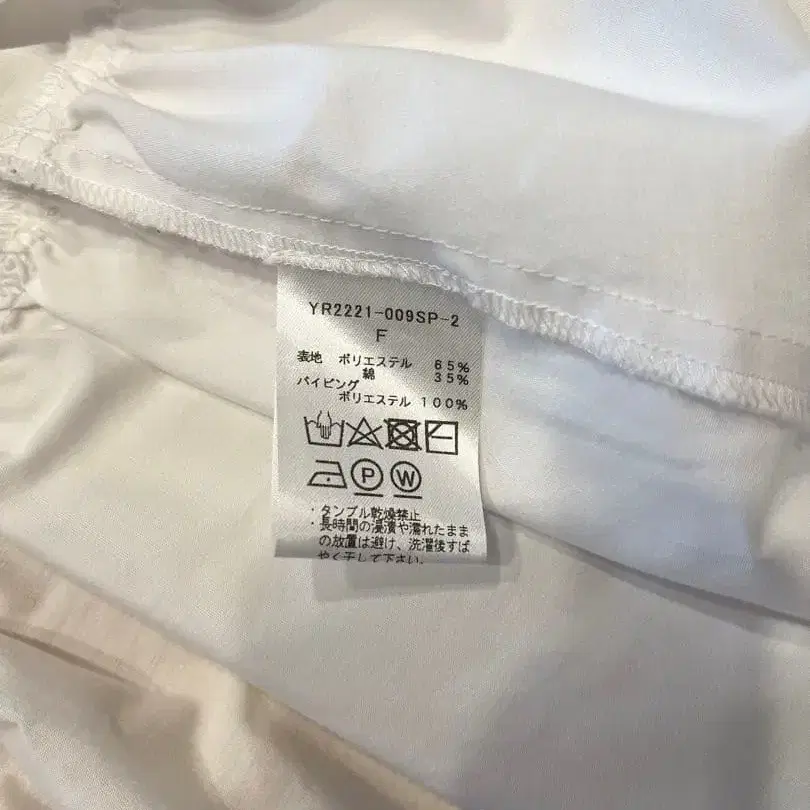 YR2221-009SP-2
F
表地 ポリエステル 65%
綿 35%
パイピング
ポリエステル 100%
P W
・タンブル乾燥禁止
・長時間の浸漬や濡れたまま
の放置は避け、洗濯後すば
やく干して下さい。